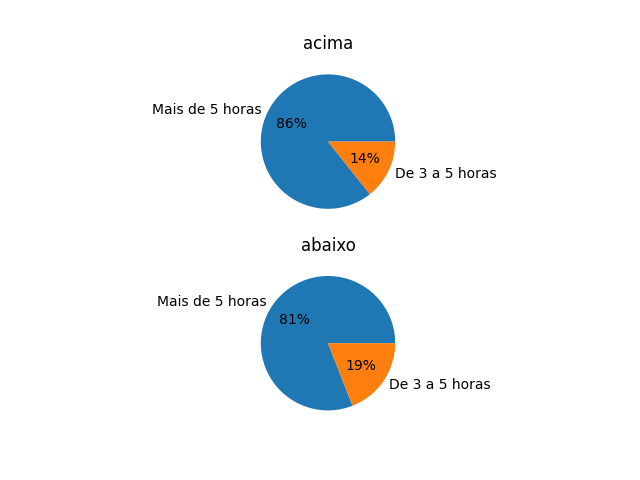 acima
Mais de 5 horas
86%
14%
De 3 a 5 horas
abaixo
Mais de 5 horas
81%
19%
De 3 a 5 horas